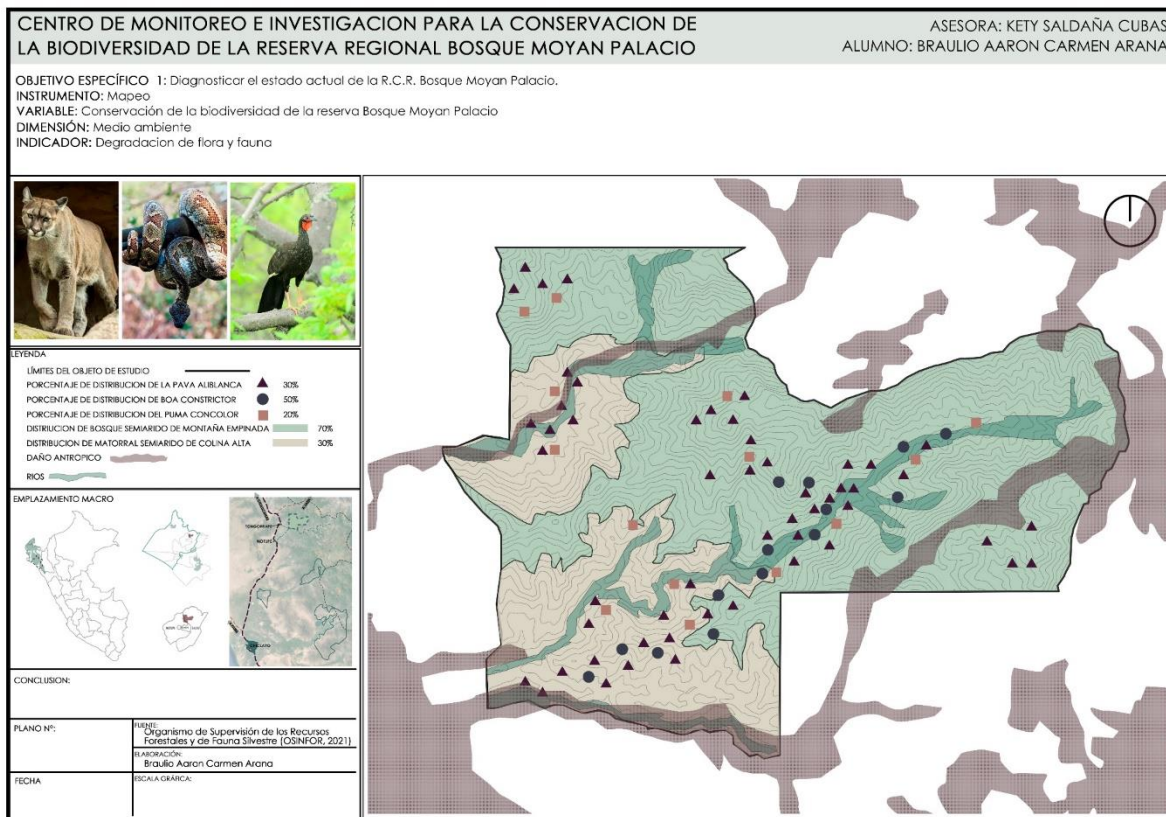 CENTRO DE MONITOREO E INVESTIGACION PARA LA CONSERVACION DE
LA BIODIVERSIDAD DE LA RESERVA REGIONAL BOSQUE MOYAN PALACIO
ASESORA: KETY SALDAÑA CUBAS
ALUMNO: BRAULIO AARON CARMEN ARANA
OBJETIVO ESPECÍFICO 1: Diagnosticar el estado actual de la R.C.R. Bosque Moyan Palacio.
INSTRUMENTO: Mapeo
VARIABLE: Conservación de la biodiversidad de la reserva Bosque Moyan Palacio
DIMENSIÓN: Medio ambiente
INDICADOR: Degradacion de flora y fauna
LEYENDA
LÍMITES DEL OBJETO DE ESTUDIO
PORCENTAJE DE DISTRIBUCION DE LA PAVA ALIBLANCA 30%
PORCENTAJE DE DISTRIBUCION DE BOA CONSTRICTOR 50%
PORCENTAJE DE DISTRIBUCION DEL PUMA CONCOLOR 20%
DISTRIUCION DE BOSQUE SEMIARIDO DE MONTAÑA EMPINADA 70%
DISTRIBUCION DE MATORRAL SEMIARIDO DE COLINA ALTA 30%
DAÑO ANTROPICO
RIOS
EMPLAZAMIENTO MACRO
CONCLUSION:
PLANO Nº:
FUENTE:
Organismo de Supervisión de los Recursos
Forestales y de Fauna Silvestre (OSINFOR, 2021)
ELABORACIÓN:
Braulio Aaron Carmen Arana
FECHA
ESCALA GRÁFICA: